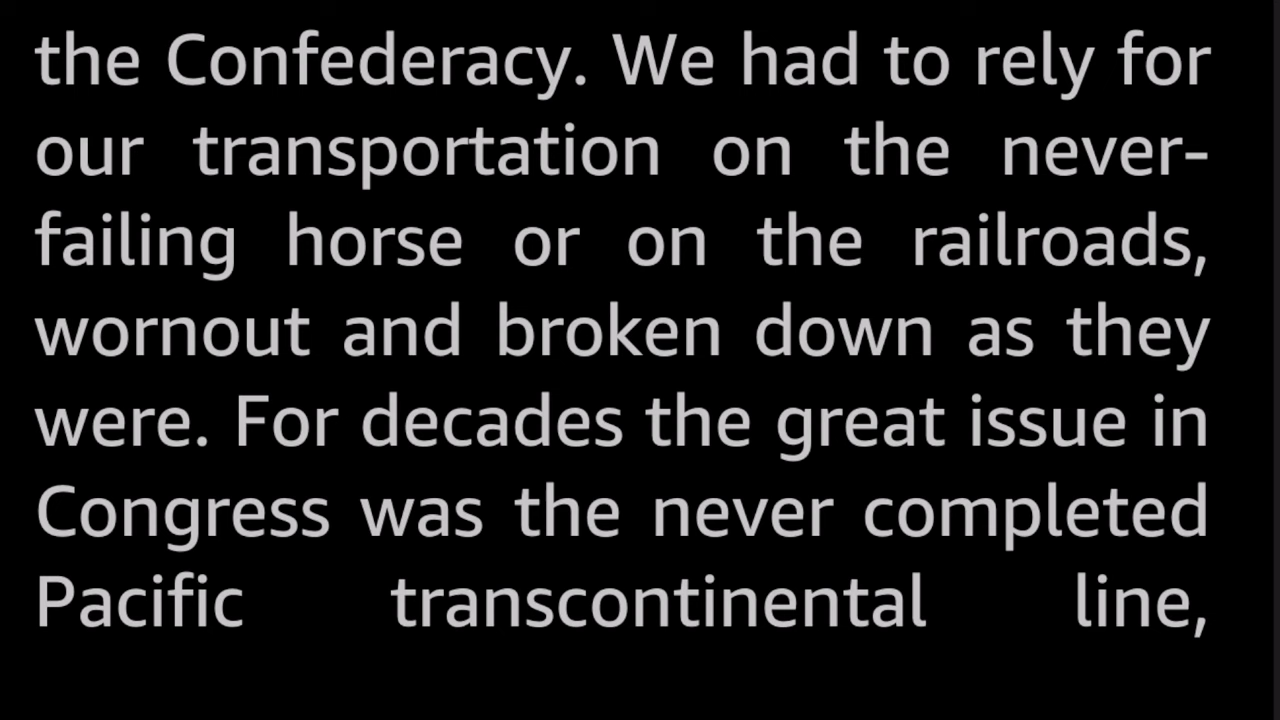 the Confederacy. We had to rely for
our transportation on the never-
failing horse or on the railroads,
wornout and broken down as they
were. For decades the great issue in
Congress was the never completed
Pacific transcontinental line,